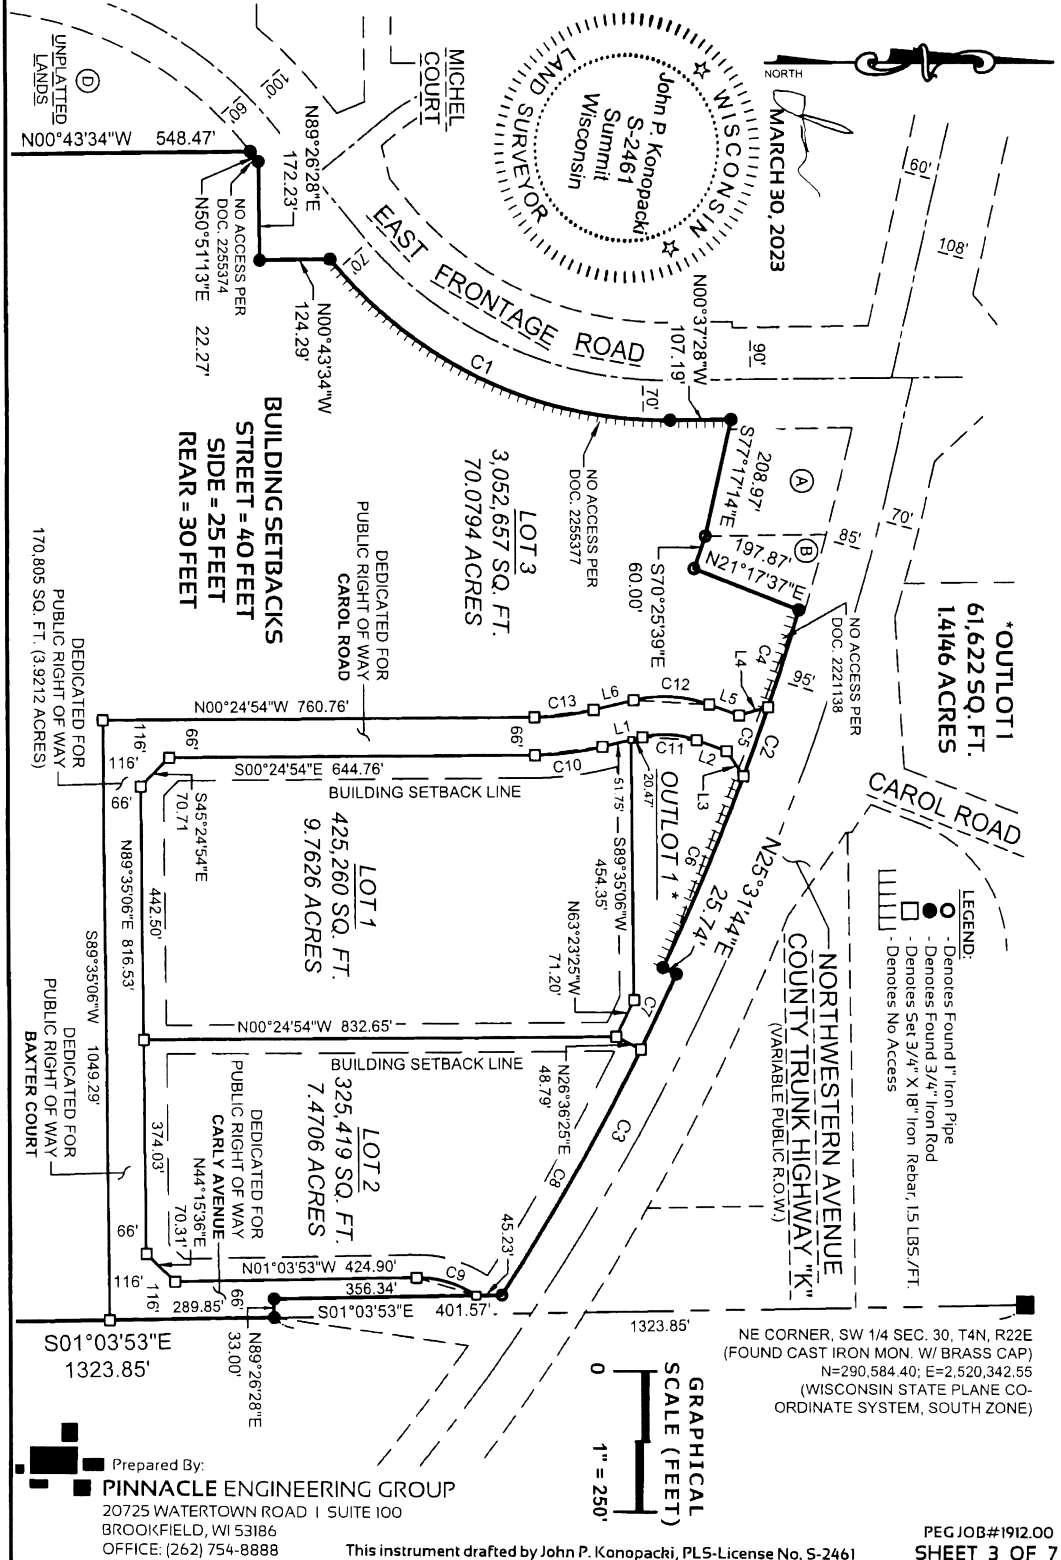 NORTH
MARCH 30, 2023
WISCONSIN
LAND SURVEYOR
John P. Konopacki
S-2461
Summit
Wisconsin
MICHEL
COURT
D
UNPLATTED
LANDS
100'
60'
N00°43'34"W 548.47'
N89°26'28"E
172.23'
NO ACCESS PER
DOC. 2255374
N50°51'13"E 22.27'
N00°43'34"W
124.29'
70'
EAST FRONTAGE ROAD
C1
N00°37'28"W
107.19'
70'
90'
60'
108'
208.97'
S77°17'14"E
A
B
85'
70'
197.87'
N21°17'37"E
S70°25'39"E
60.00'
NO ACCESS PER
DOC. 2255377
NO ACCESS PER
DOC. 2221138
95'
*OUTLOT 1
61,622 SQ. FT.
1.4146 ACRES
CAROL ROAD
BUILDING SETBACKS
STREET = 40 FEET
SIDE = 25 FEET
REAR = 30 FEET
LOT 3
3,052,657 SQ. FT.
70.0794 ACRES
DEDICATED FOR
PUBLIC RIGHT OF WAY
CAROL ROAD
DEDICATED FOR
PUBLIC RIGHT OF WAY
170,805 SQ. FT. (3.9212 ACRES)
N00°24'54"W 760.76'
C13
L6
C12
L5
L4
C4
C5
C2
66'
66'
116'
116'
66'
S00°24'54"E 644.76'
C10
L1
C11
L2
L3
20.47'
51.75'
S45°24'54"E
70.71
BUILDING SETBACK LINE
LOT 1
425,260 SQ. FT.
9.7626 ACRES
OUTLOT 1 *
S89°35'06"W
454.35'
C6
N25°31'44"E
25.74'
N63°23'25"W
71.20'
C7
442.50'
N89°35'06"E 816.53'
S89°35'06"W 1049.29'
N00°24'54"W 832.65'
BUILDING SETBACK LINE
N26°36'25"E
48.79'
C3
C8
LOT 2
325,419 SQ. FT.
7.4706 ACRES
374.03'
DEDICATED FOR
PUBLIC RIGHT OF WAY
BAXTER COURT
DEDICATED FOR
PUBLIC RIGHT OF WAY
CARLY AVENUE
N44°15'36"E
70.31'
66'
116'
116'
66'
N01°03'53"W 424.90'
C9
45.23'
356.34'
289.85'
S01°03'53"E 401.57'
N89°26'28"E
33.00'
S01°03'53"E
1323.85'
1323.85'
LEGEND:
- Denotes Found 1" Iron Pipe
- Denotes Found 3/4" Iron Rod
- Denotes Set 3/4" X 18" Iron Rebar, 1.5 LBS./FT.
- Denotes No Access
NORTHWESTERN AVENUE
COUNTY TRUNK HIGHWAY "K"
(VARIABLE PUBLIC R.O.W.)
NE CORNER, SW 1/4 SEC. 30, T4N, R22E
(FOUND CAST IRON MON. W/ BRASS CAP)
N=290,584.40; E=2,520,342.55
(WISCONSIN STATE PLANE CO-
ORDINATE SYSTEM, SOUTH ZONE)
GRAPHICAL
SCALE (FEET)
0 1" = 250'
Prepared By:
PINNACLE ENGINEERING GROUP
20725 WATERTOWN ROAD | SUITE 100
BROOKFIELD, WI 53186
OFFICE: (262) 754-8888
This instrument drafted by John P. Konopacki, PLS-License No. S-2461
PEG JOB#1912.00
SHEET 3 OF 7